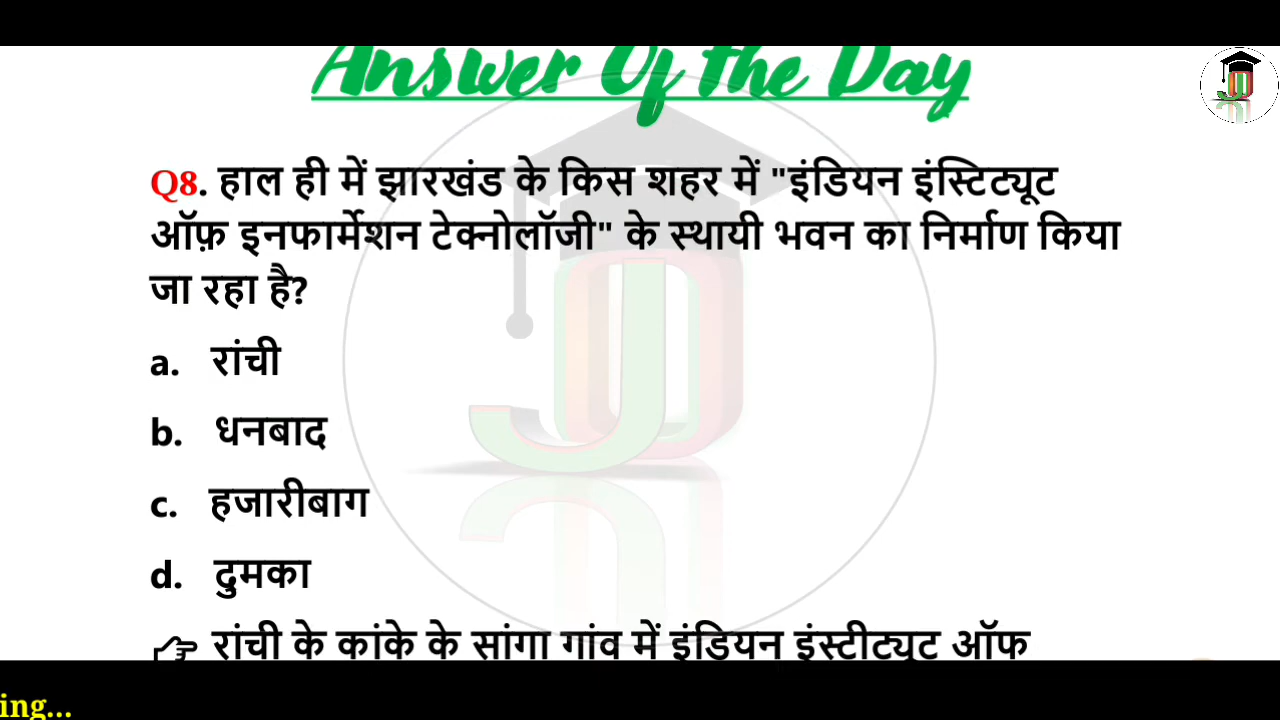 Answer Of the Day
Q8. हाल ही में झारखंड के किस शहर में "इंडियन इंस्टिट्यूट
ऑफ़ इनफार्मेशन टेक्नोलॉजी" के स्थायी भवन का निर्माण किया
जा रहा है?
a. रांची
b. धनबाद
c. हजारीबाग
d. दुमका
रांची के कांके के सांगा गांव में इंडियन इंस्टीट्यूट ऑफ
ing...